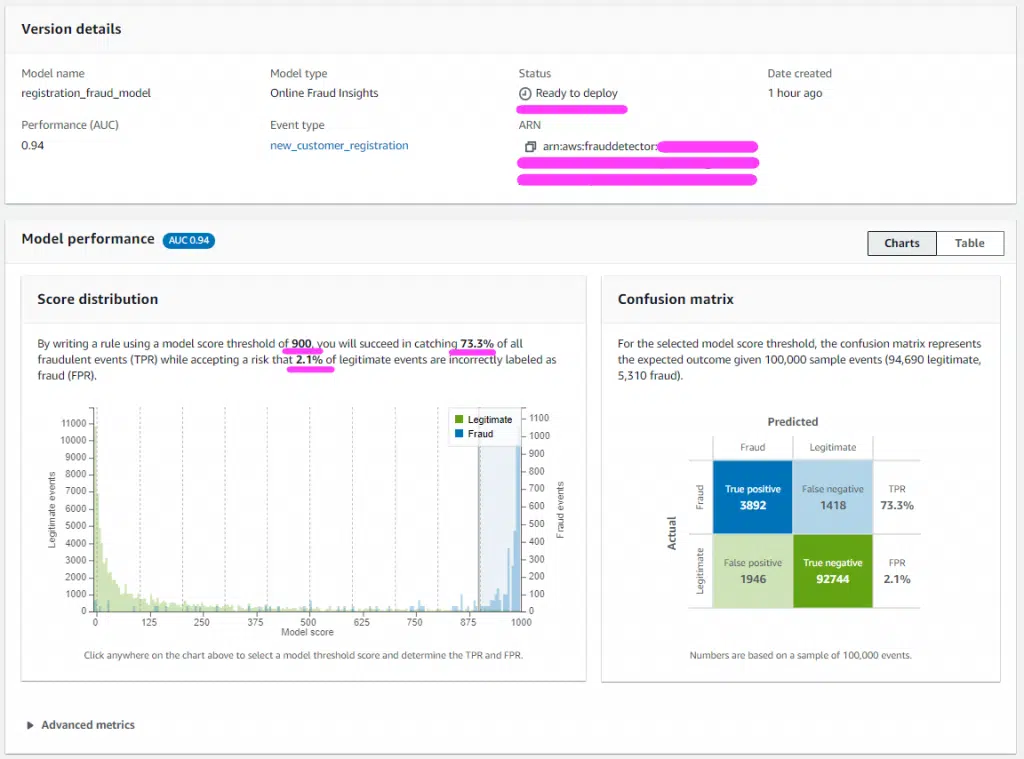 Version details
Model name
registration_fraud_model
Model type
Online Fraud Insights
Status
Ready to deploy
Date created
1 hour ago
Performance (AUC)
0.94
Event type
new_customer_registration
ARN
arn:aws:frauddetector:
Model performance
AUC 0.94
Charts
Table
Score distribution
By writing a rule using a model score threshold of 900, you will succeed in catching 73.3% of all
fraudulent events (TPR) while accepting a risk that 2.1% of legitimate events are incorrectly labeled as
fraud (FPR).
Legitimate
Fraud
Legitimate events
11000
10000
9000
8000
7000
6000
5000
4000
3000
2000
1000
0
1100
1000
900
800
700
600
500
400
300
200
100
0
Fraud events
0
125
250
375
500
625
750
875
1000
Model score
Click anywhere on the chart above to select a model threshold score and determine the TPR and FPR.
Confusion matrix
For the selected model score threshold, the confusion matrix represents
the expected outcome given 100,000 sample events (94,690 legitimate,
5,310 fraud).
Predicted
Fraud
Legitimate
Actual
Fraud
True positive
3892
False negative
1418
TPR
73.3%
Legitimate
False positive
1946
True negative
92744
FPR
2.1%
Numbers are based on a sample of 100,000 events.
Advanced metrics